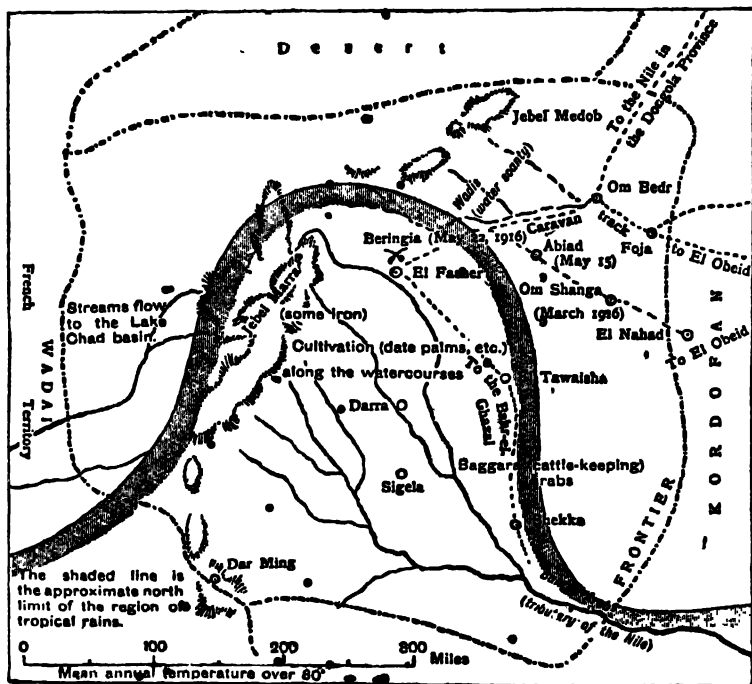 Desert
To the Nile in
the Dongola Province
Jebel Medob
Wadis
(water scanty)
Om Bedr
Caravan
track
Foja
to El Obeid
Beringia (May 22, 1916)
Abiad
(May 15)
El Fasher
Om Shanga
(March 1916)
El Nahad
To El Obeid
French
WADAI
Territory
Streams flow
to the Lake
Chad basin.
Jebel Marra
(some iron)
Cultivation (date palms, etc.)
along the watercourses
To the Bahr-el-
Ghazal
Tawaisha
Darra
Baggara (cattle-keeping)
Arabs
Sigela
Shekka
KORDOFAN
FRONTIER
Dar Ming
The shaded line is
the approximate north
limit of the region of
tropical rains.
(tributary of the Nile)
0 100 200 300 Miles
Mean annual temperature over 80°